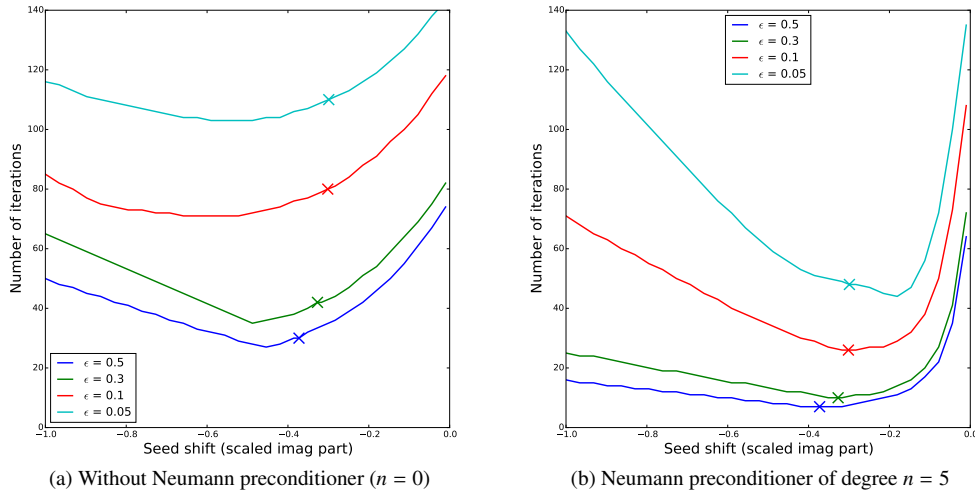 140
120
100
80
60
40
20
0
Number of iterations
ϵ = 0.5
ϵ = 0.3
ϵ = 0.1
ϵ = 0.05
−1.0 −0.8 −0.6 −0.4 −0.2 0.0
Seed shift (scaled imag part)
(a) Without Neumann preconditioner (n = 0)
140
120
100
80
60
40
20
0
Number of iterations
ϵ = 0.5
ϵ = 0.3
ϵ = 0.1
ϵ = 0.05
−1.0 −0.8 −0.6 −0.4 −0.2 0.0
Seed shift (scaled imag part)
(b) Neumann preconditioner of degree n = 5